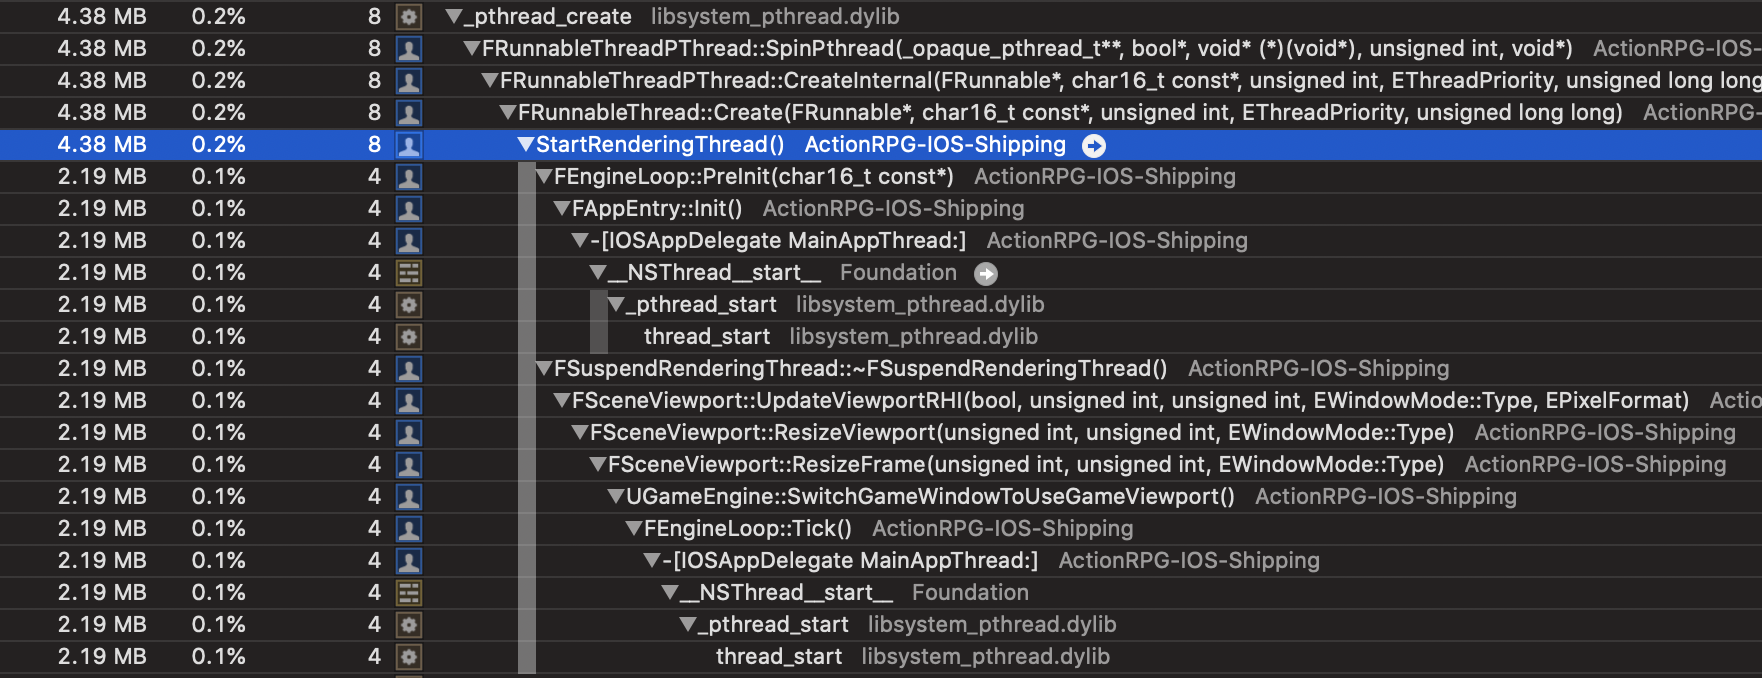 4.38 MB 0.2% 8 _pthread_create libsystem_pthread.dylib
4.38 MB 0.2% 8 FRunnableThreadPThread::SpinPthread(_opaque_pthread_t**, bool*, void* (*)(void*), unsigned int, void*) ActionRPG-IOS-
4.38 MB 0.2% 8 FRunnableThreadPThread::CreateInternal(FRunnable*, char16_t const*, unsigned int, EThreadPriority, unsigned long long
4.38 MB 0.2% 8 FRunnableThread::Create(FRunnable*, char16_t const*, unsigned int, EThreadPriority, unsigned long long) ActionRPG-
4.38 MB 0.2% 8 StartRenderingThread() ActionRPG-IOS-Shipping
2.19 MB 0.1% 4 FEngineLoop::PreInit(char16_t const*) ActionRPG-IOS-Shipping
2.19 MB 0.1% 4 FAppEntry::Init() ActionRPG-IOS-Shipping
2.19 MB 0.1% 4 -[IOSAppDelegate MainAppThread:] ActionRPG-IOS-Shipping
2.19 MB 0.1% 4 __NSThread__start__ Foundation
2.19 MB 0.1% 4 _pthread_start libsystem_pthread.dylib
2.19 MB 0.1% 4 thread_start libsystem_pthread.dylib
2.19 MB 0.1% 4 FSuspendRenderingThread::~FSuspendRenderingThread() ActionRPG-IOS-Shipping
2.19 MB 0.1% 4 FSceneViewport::UpdateViewportRHI(bool, unsigned int, unsigned int, EWindowMode::Type, EPixelFormat) Actio
2.19 MB 0.1% 4 FSceneViewport::ResizeViewport(unsigned int, unsigned int, EWindowMode::Type) ActionRPG-IOS-Shipping
2.19 MB 0.1% 4 FSceneViewport::ResizeFrame(unsigned int, unsigned int, EWindowMode::Type) ActionRPG-IOS-Shipping
2.19 MB 0.1% 4 UGameEngine::SwitchGameWindowToUseGameViewport() ActionRPG-IOS-Shipping
2.19 MB 0.1% 4 FEngineLoop::Tick() ActionRPG-IOS-Shipping
2.19 MB 0.1% 4 -[IOSAppDelegate MainAppThread:] ActionRPG-IOS-Shipping
2.19 MB 0.1% 4 __NSThread__start__ Foundation
2.19 MB 0.1% 4 _pthread_start libsystem_pthread.dylib
2.19 MB 0.1% 4 thread_start libsystem_pthread.dylib